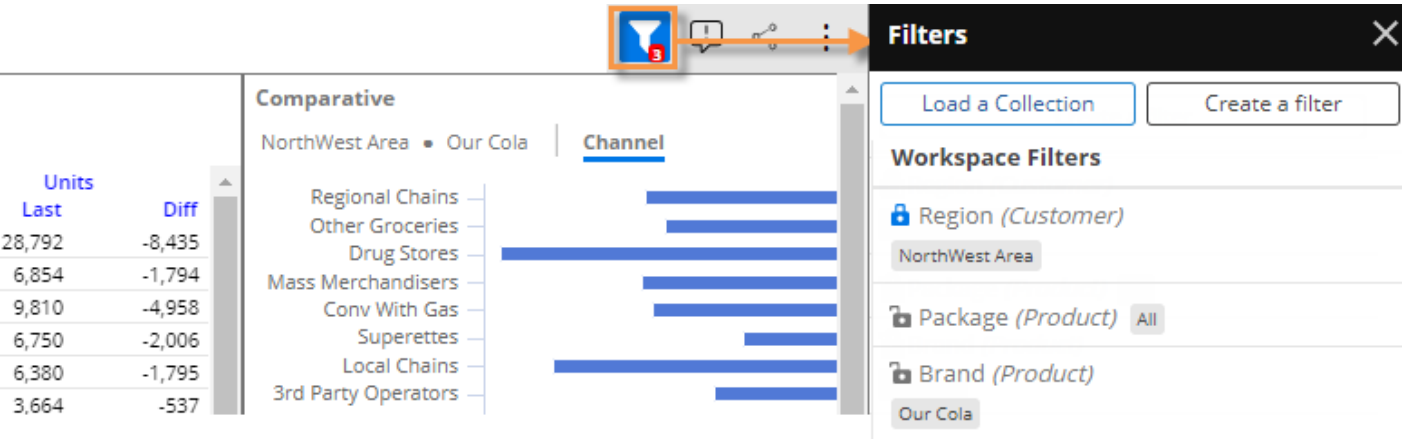 3
Filters
Load a Collection
Create a filter
Workspace Filters
Region (Customer)
NorthWest Area
Package (Product) All
Brand (Product)
Our Cola
Comparative
NorthWest Area • Our Cola
Channel
Regional Chains
Other Groceries
Drug Stores
Mass Merchandisers
Conv With Gas
Superettes
Local Chains
3rd Party Operators
Units
Last Diff
28,792 -8,435
6,854 -1,794
9,810 -4,958
6,750 -2,006
6,380 -1,795
3,664 -537